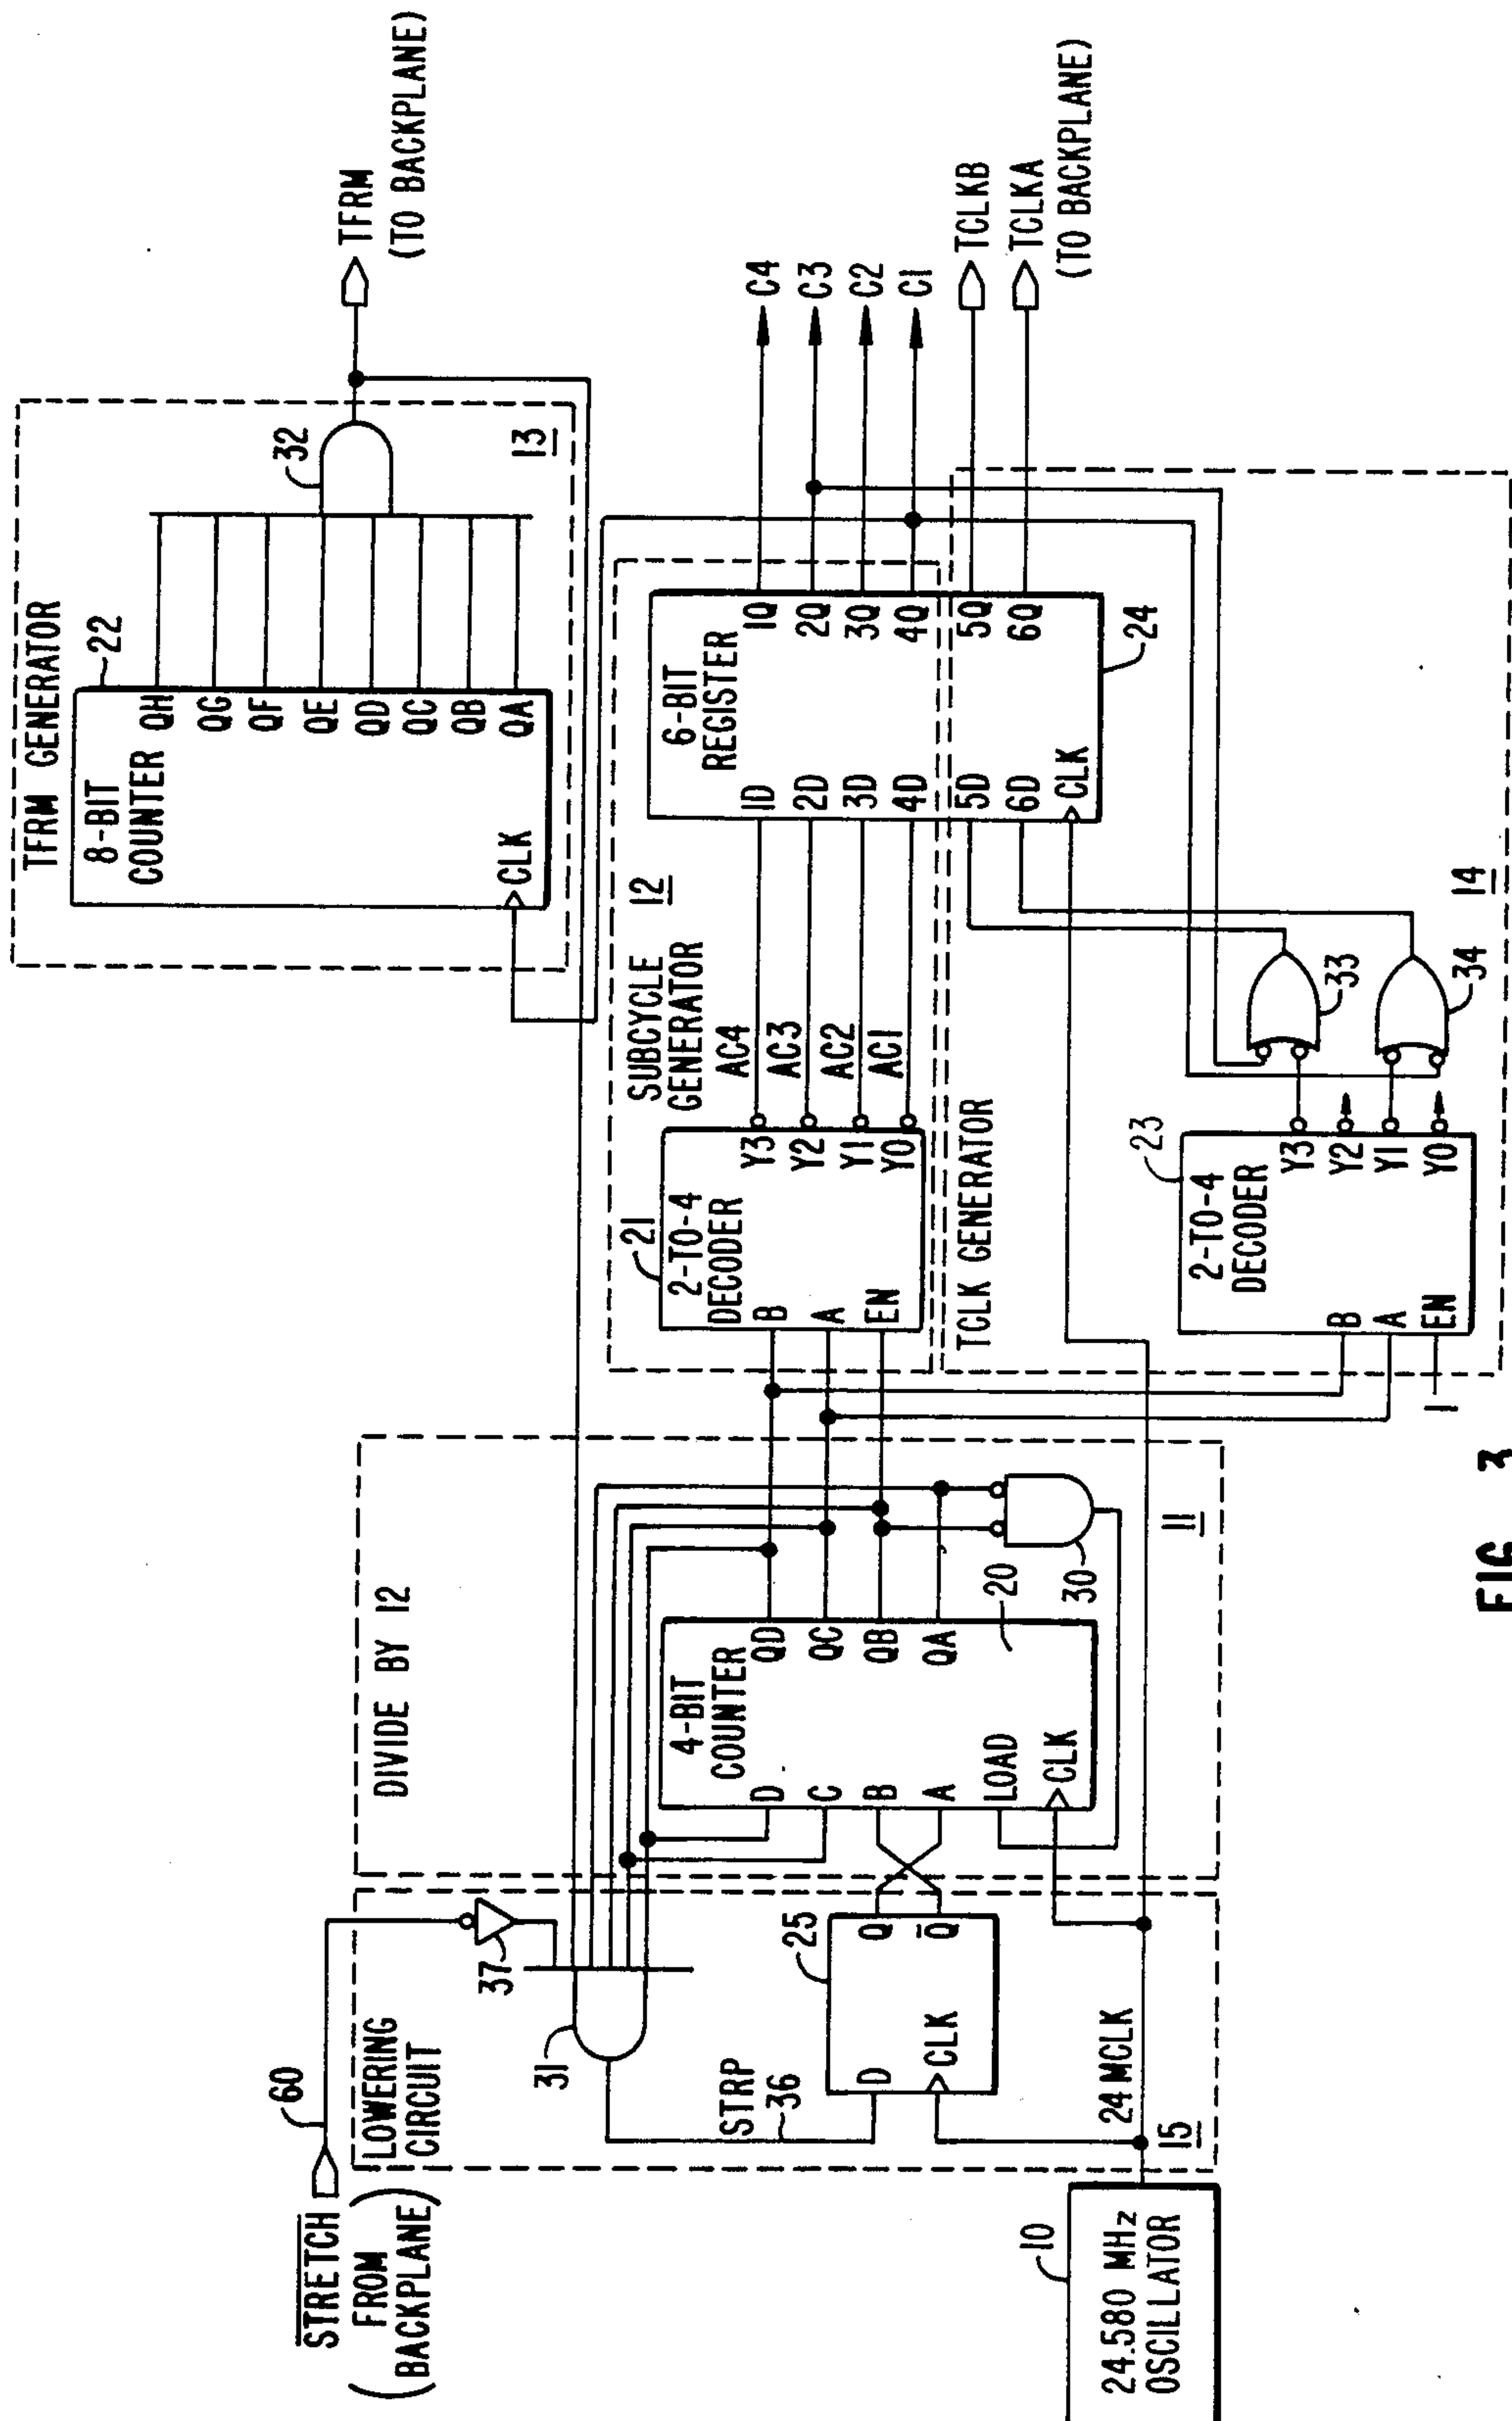 STRETCH
(FROM
BACKPLANE)
60
LOWERING
CIRCUIT
37
31
STRP
36
25
D
CLK
Q
Q
24 MCLK
15
10
24.580 MHz
OSCILLATOR
DIVIDE BY 12
4-BIT
COUNTER
D
C
B
A
LOAD
CLK
QD
QC
QB
QA
20
30
11
TFRM GENERATOR
22
8-BIT
COUNTER
CLK
QH
QG
QF
QE
QD
QC
QB
QA
32
13
TFRM
(TO BACKPLANE)
SUBCYCLE
GENERATOR
12
21
2-TO-4
DECODER
B
A
EN
Y3
Y2
Y1
Y0
AC4
AC3
AC2
AC1
6-BIT
REGISTER
1D
2D
3D
4D
5D
6D
CLK
1Q
2Q
3Q
4Q
5Q
6Q
24
C4
C3
C2
C1
TCLKB
TCLKA
(TO BACKPLANE)
TCLK GENERATOR
23
2-TO-4
DECODER
B
A
EN
1
Y3
Y2
Y1
Y0
33
34
14
FIG. 3